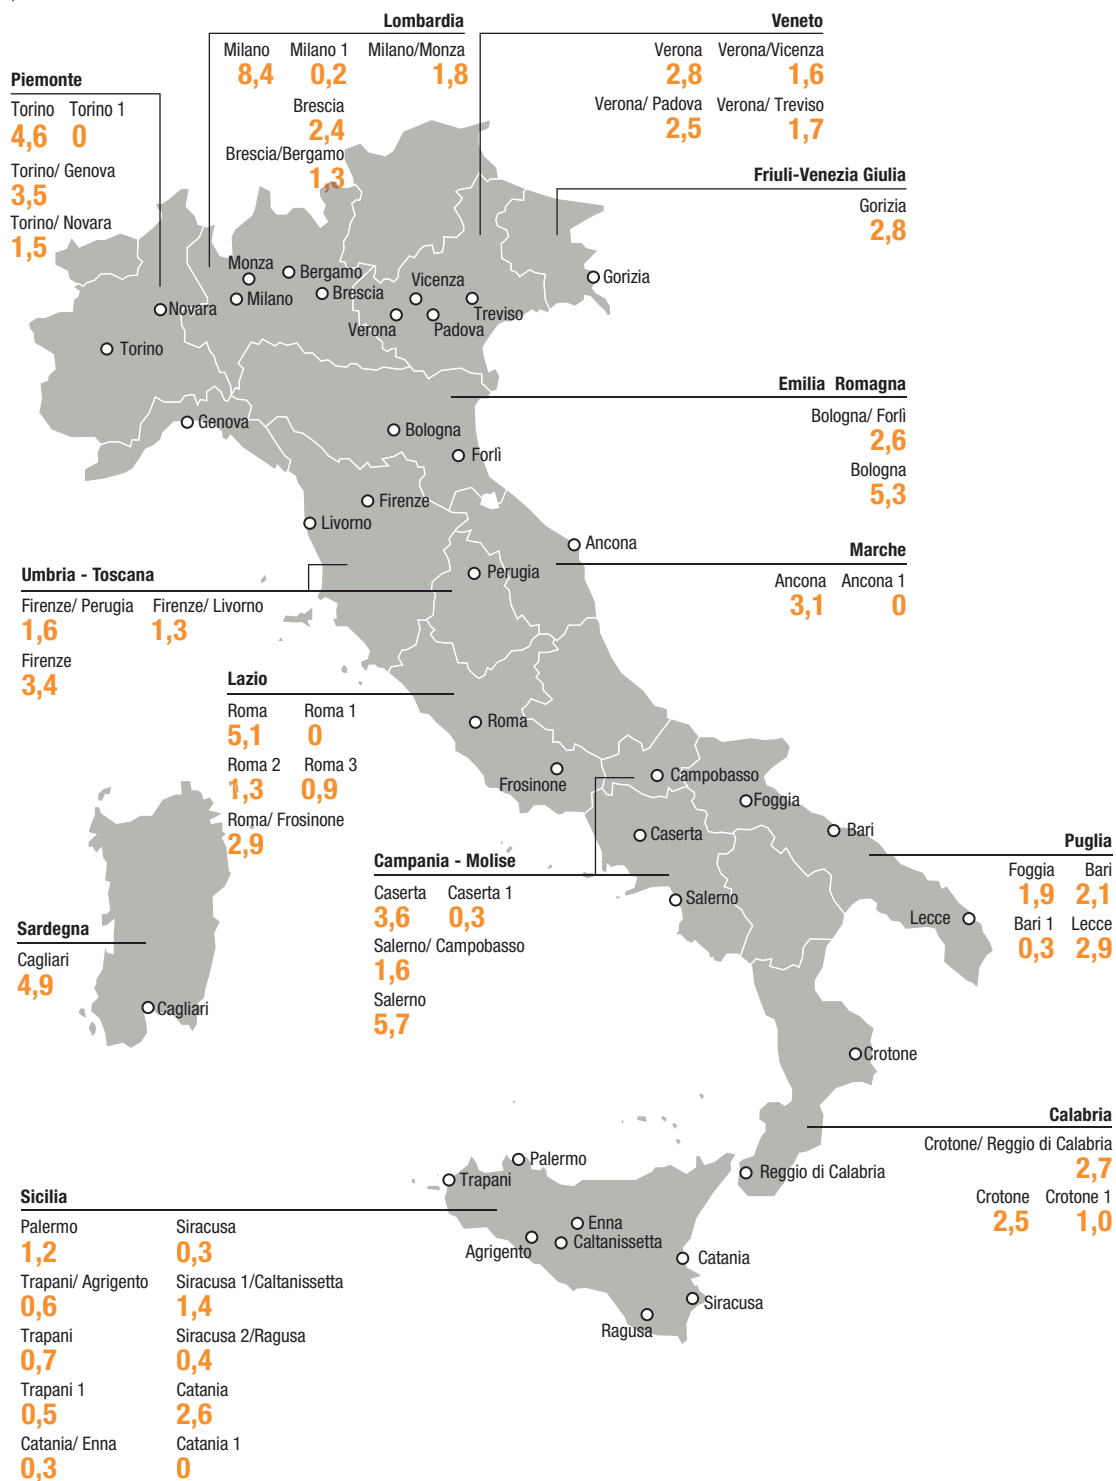 Lombardia
Milano Milano 1 Milano/Monza
8,4 0,2 1,8
Brescia
2,4
Brescia/Bergamo
1,3
Veneto
Verona Verona/Vicenza
2,8 1,6
Verona/ Padova Verona/ Treviso
2,5 1,7
Piemonte
Torino Torino 1
4,6 0
Torino/ Genova
3,5
Torino/ Novara
1,5
Friuli-Venezia Giulia
Gorizia
2,8
Monza
Bergamo
Milano
Brescia
Novara
Torino
Vicenza
Treviso
Verona
Padova
Gorizia
Genova
Bologna
Forlì
Firenze
Livorno
Emilia Romagna
Bologna/ Forlì
2,6
Bologna
5,3
Ancona
Perugia
Marche
Ancona Ancona 1
3,1 0
Umbria - Toscana
Firenze/ Perugia Firenze/ Livorno
1,6 1,3
Firenze
3,4
Lazio
Roma Roma 1
5,1 0
Roma 2 Roma 3
1,3 0,9
Roma/ Frosinone
2,9
Roma
Frosinone
Campobasso
Foggia
Caserta
Bari
Salerno
Lecce
Campania - Molise
Caserta Caserta 1
3,6 0,3
Salerno/ Campobasso
1,6
Salerno
5,7
Puglia
Foggia Bari
1,9 2,1
Bari 1 Lecce
0,3 2,9
Sardegna
Cagliari
4,9
Cagliari
Crotone
Calabria
Crotone/ Reggio di Calabria
2,7
Crotone Crotone 1
2,5 1,0
Reggio di Calabria
Palermo
Trapani
Enna
Agrigento
Caltanissetta
Catania
Siracusa
Ragusa
Sicilia
Palermo Siracusa
1,2 0,3
Trapani/ Agrigento Siracusa 1/Caltanissetta
0,6 1,4
Trapani Siracusa 2/Ragusa
0,7 0,4
Trapani 1 Catania
0,5 2,6
Catania/ Enna Catania 1
0,3 0